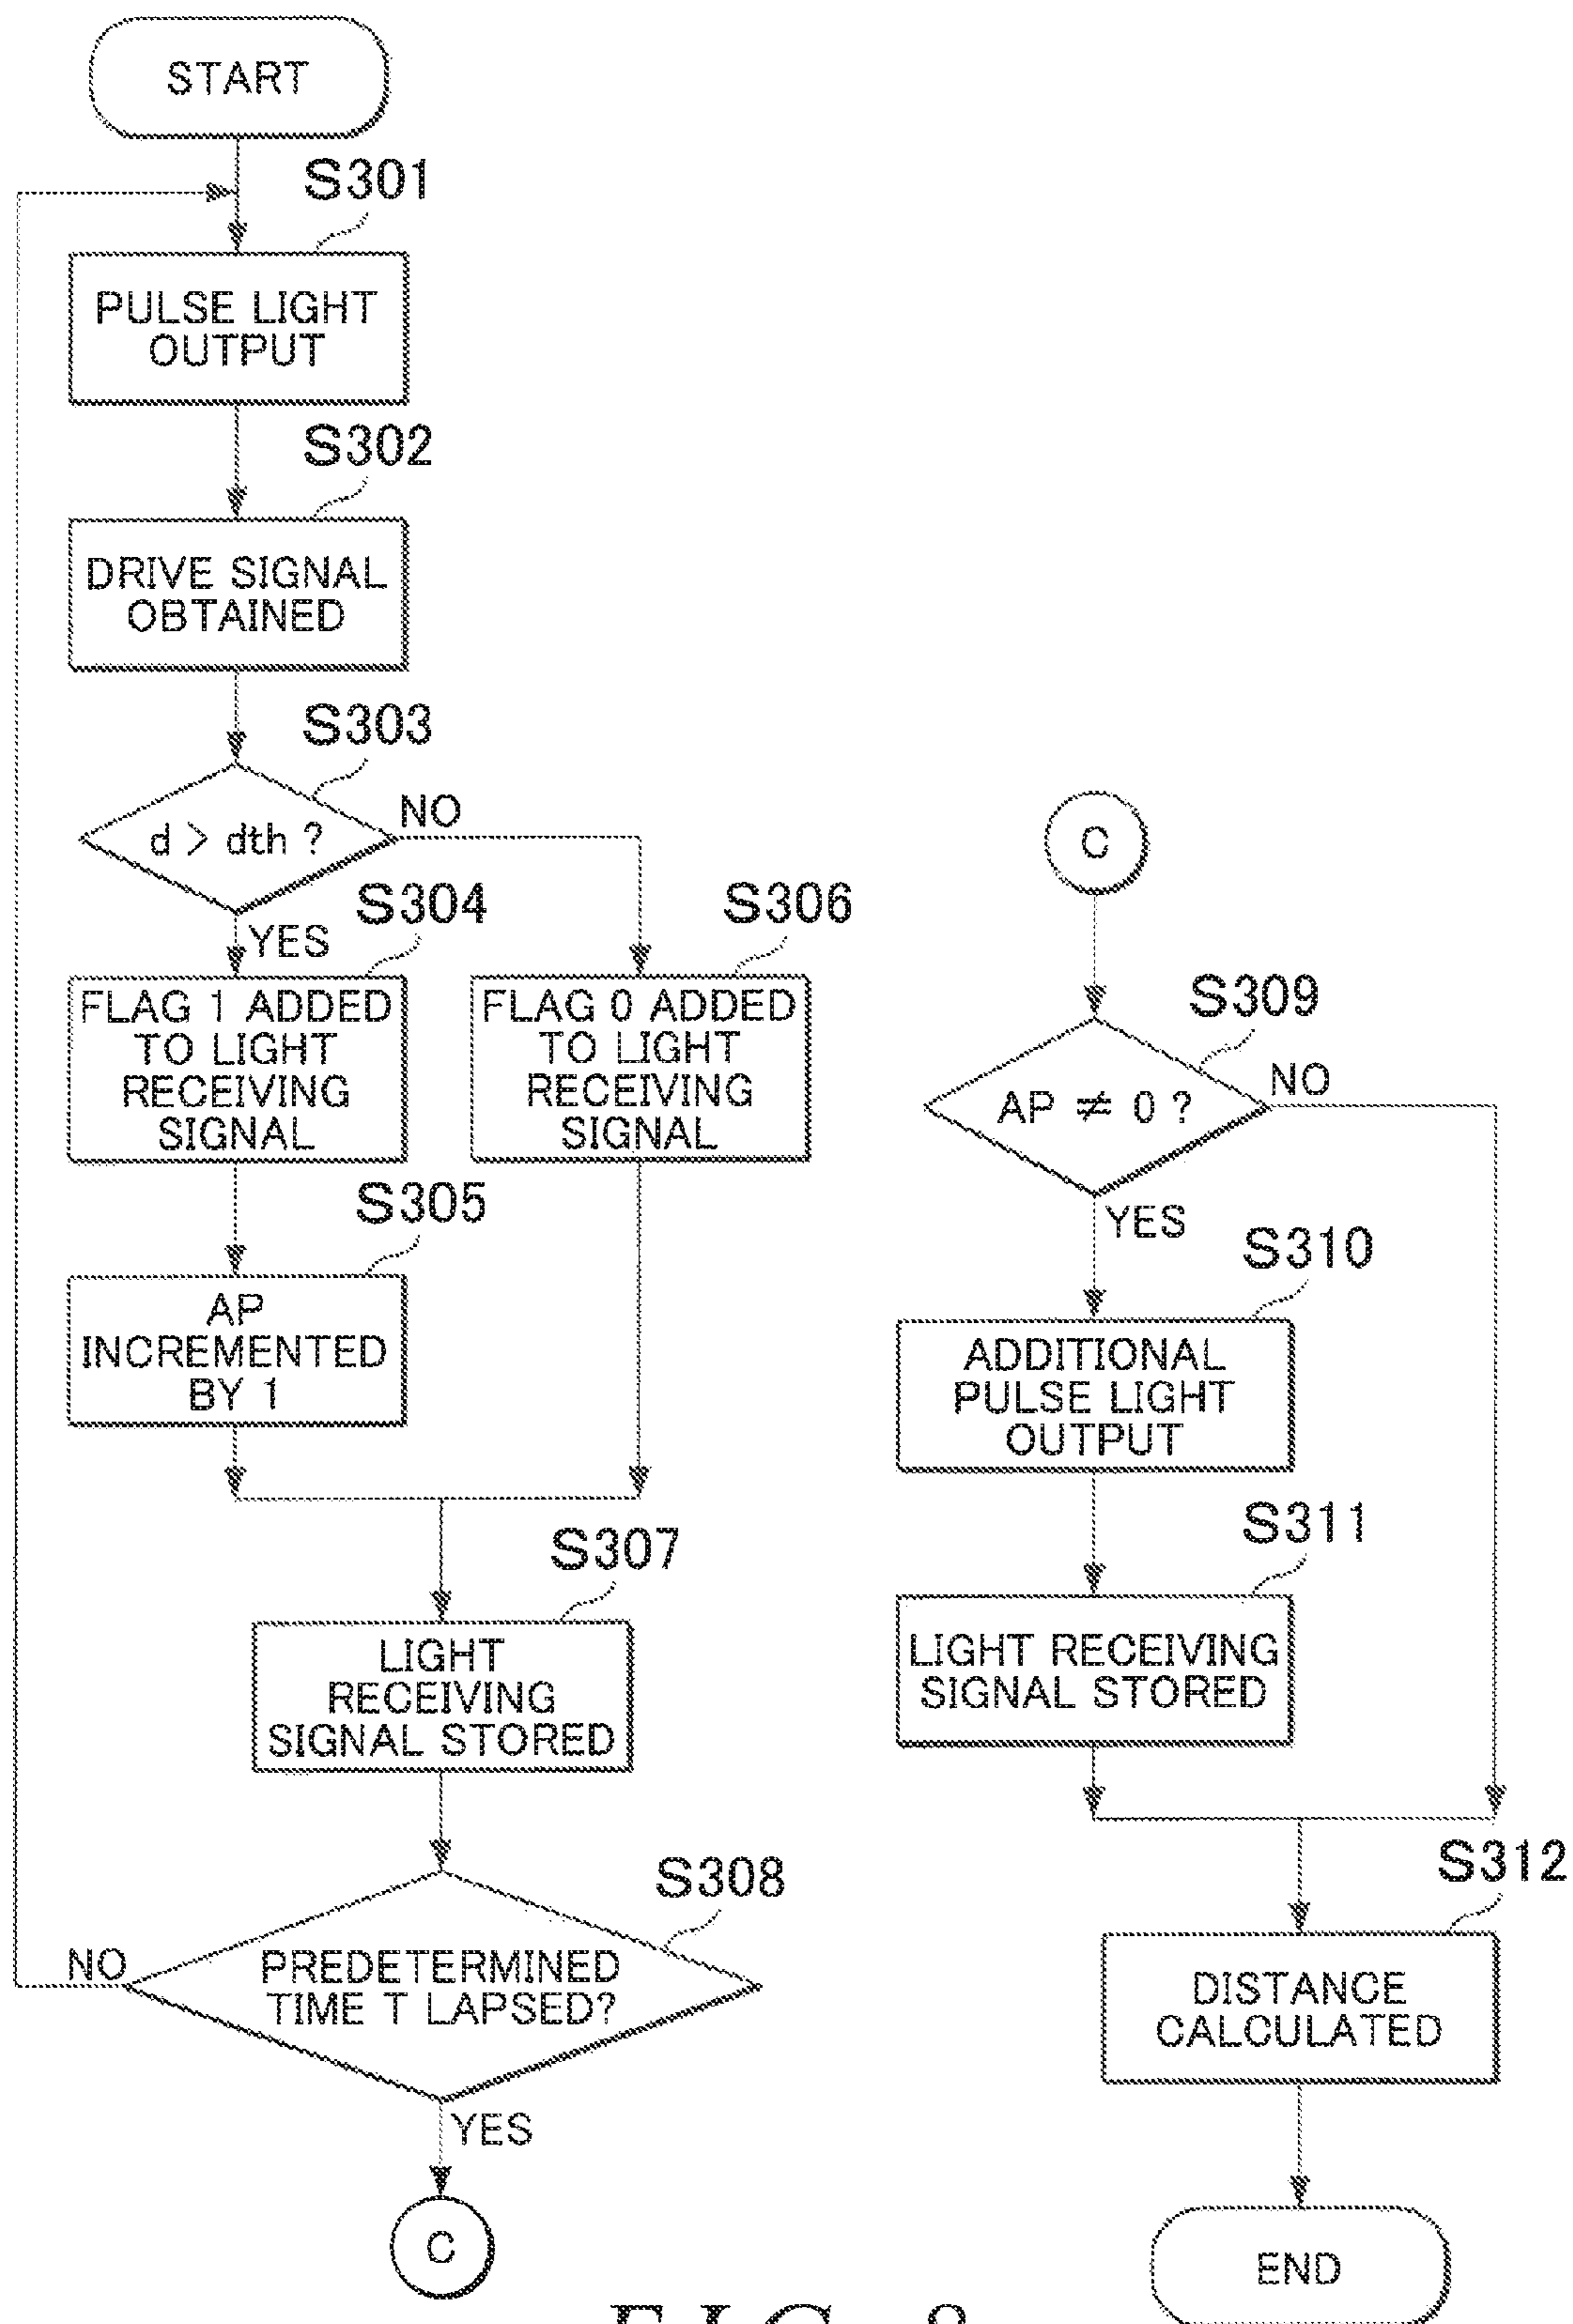 START
S301
PULSE LIGHT
OUTPUT
S302
DRIVE SIGNAL
OBTAINED
S303
d > dth ?
NO
YES
S304
FLAG 1 ADDED
TO LIGHT
RECEIVING
SIGNAL
S306
FLAG 0 ADDED
TO LIGHT
RECEIVING
SIGNAL
S305
AP
INCREMENTED
BY 1
S307
LIGHT
RECEIVING
SIGNAL STORED
S308
PREDETERMINED
TIME T LAPSED?
NO
YES
C
C
S309
AP ≠ 0 ?
NO
YES
S310
ADDITIONAL
PULSE LIGHT
OUTPUT
S311
LIGHT RECEIVING
SIGNAL STORED
S312
DISTANCE
CALCULATED
END